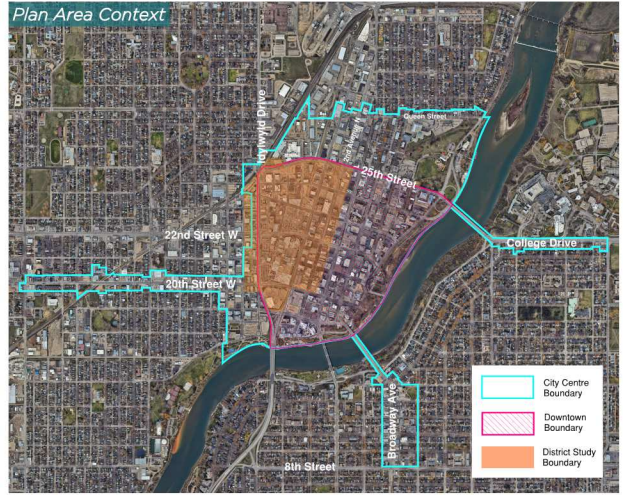 Plan Area Context
Idylwyld Drive
Queen Street
25th Street
22nd Street W
College Drive
20th Street W
Broadway Ave
8th Street
City Centre
Boundary
Downtown
Boundary
District Study
Boundary